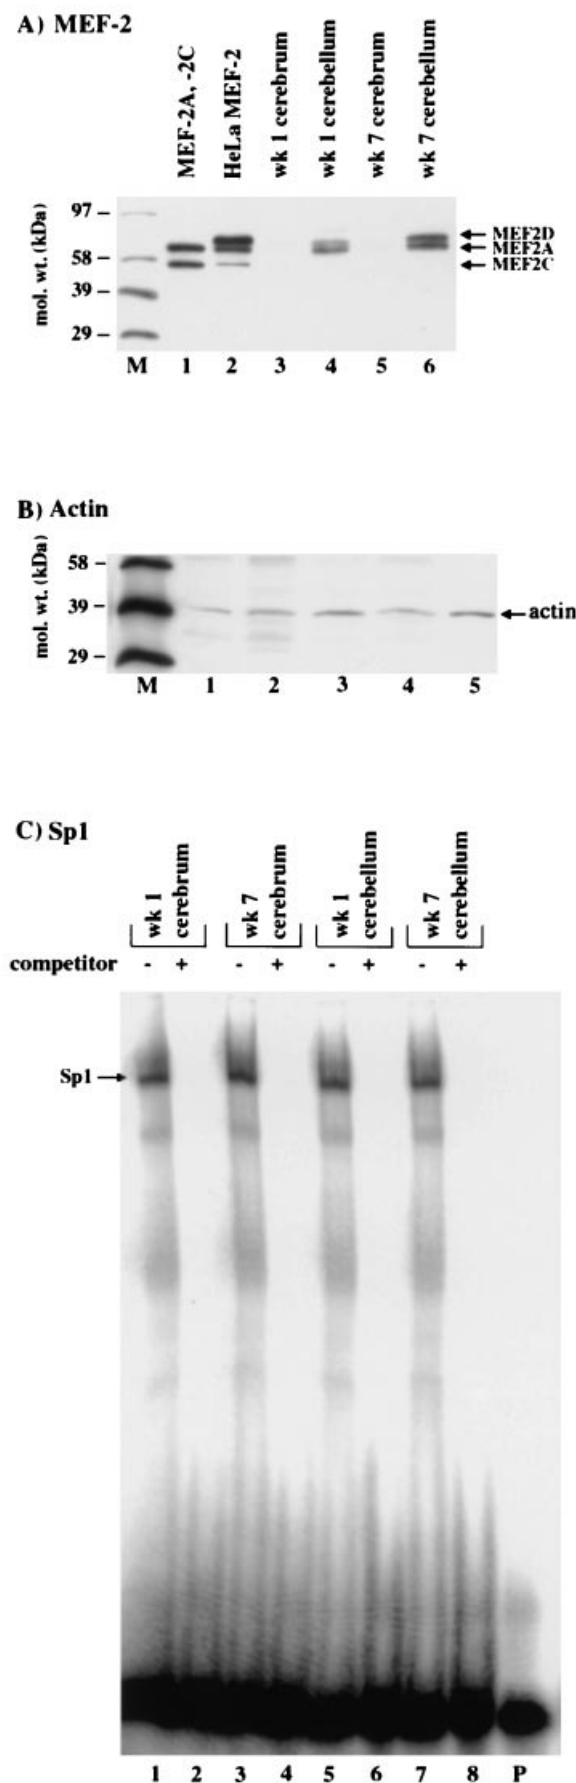 A) MEF-2
MEF-2A, -2C
HeLa MEF-2
wk 1 cerebrum
wk 1 cerebellum
wk 7 cerebrum
wk 7 cerebellum
mol. wt. (kDa)
97
58
39
29
MEF2D
MEF2A
MEF2C
M 1 2 3 4 5 6
B) Actin
mol. wt. (kDa)
58
39
29
actin
M 1 2 3 4 5
C) Sp1
wk 1 cerebrum
wk 7 cerebrum
wk 1 cerebellum
wk 7 cerebellum
competitor - + - + - + - +
Sp1
1 2 3 4 5 6 7 8 P